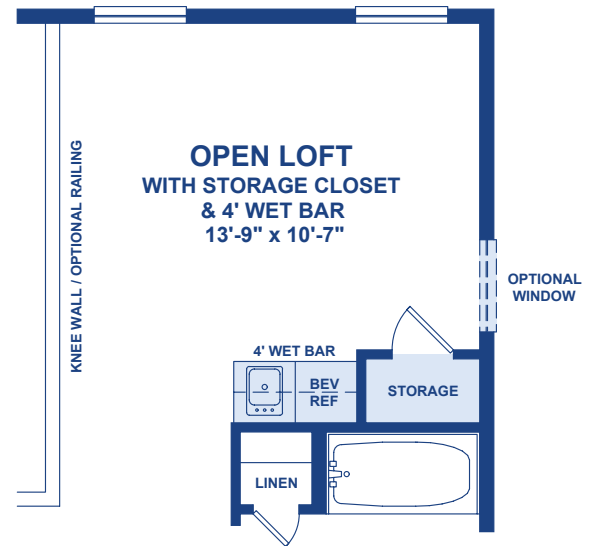 OPEN LOFT
WITH STORAGE CLOSET
& 4' WET BAR
13'-9" x 10'-7"
KNEE WALL / OPTIONAL RAILING
OPTIONAL
WINDOW
4' WET BAR
BEV
REF
STORAGE
LINEN